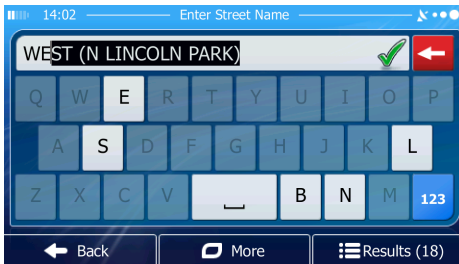 14:02 Enter Street Name
WEST (N LINCOLN PARK)
Q W E R T Y U I O P
A S D F G H J K L
Z X C V B N M 123
Back More Results (18)